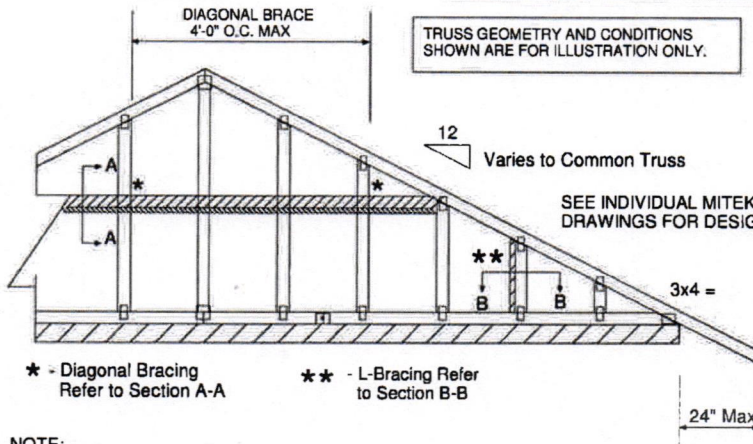 DIAGONAL BRACE
4'-0" O.C. MAX
TRUSS GEOMETRY AND CONDITIONS
SHOWN ARE FOR ILLUSTRATION ONLY.
12
Varies to Common Truss
A
*
*
SEE INDIVIDUAL MITEK
DRAWINGS FOR DESIG
A
**
B
B
3x4 =
* - Diagonal Bracing
Refer to Section A-A
** - L-Bracing Refer
to Section B-B
24" Max
NOTE: